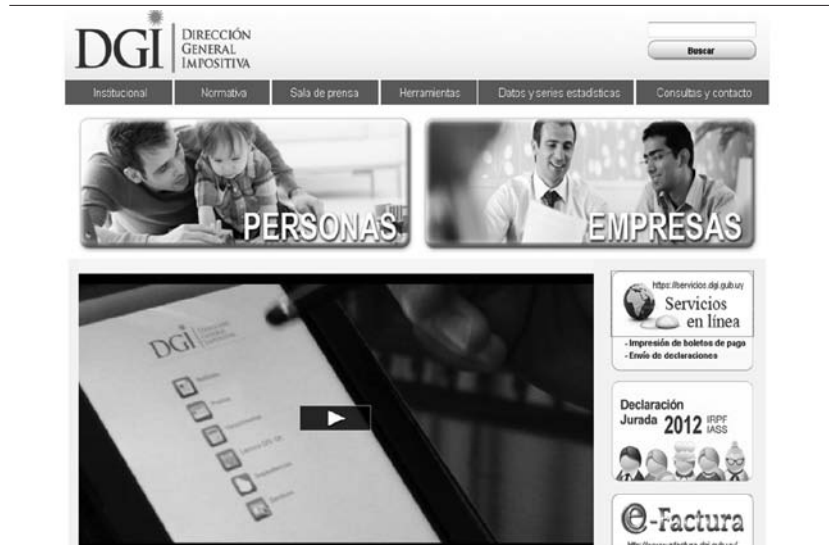 DGI
DIRECCIÓN
GENERAL
IMPOSITIVA
Buscar
Institucional
Normativa
Sala de prensa
Herramientas
Datos y series estadísticas
Consultas y contacto
PERSONAS
EMPRESAS
DGI
https://servicios.dgi.gub.uy
Servicios
en línea
- Impresión de boletos de pago
- Envío de declaraciones
Declaración
Jurada 2012 IRPF
IASS
e-Factura